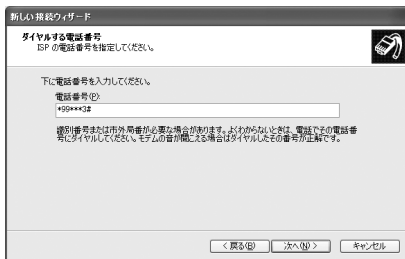 新しい接続ウィザード
ダイヤルする電話番号
ISP の電話番号を指定してください。
下に電話番号を入力してください。
電話番号(P):
*99***3#
識別番号または市外局番が必要な場合があります。よくわからないときは、電話でその電話番
号にダイヤルしてください。モデムの音が聞こえる場合はダイヤルしたその番号が正解です。
< 戻る(B)
次へ(N) >
キャンセル